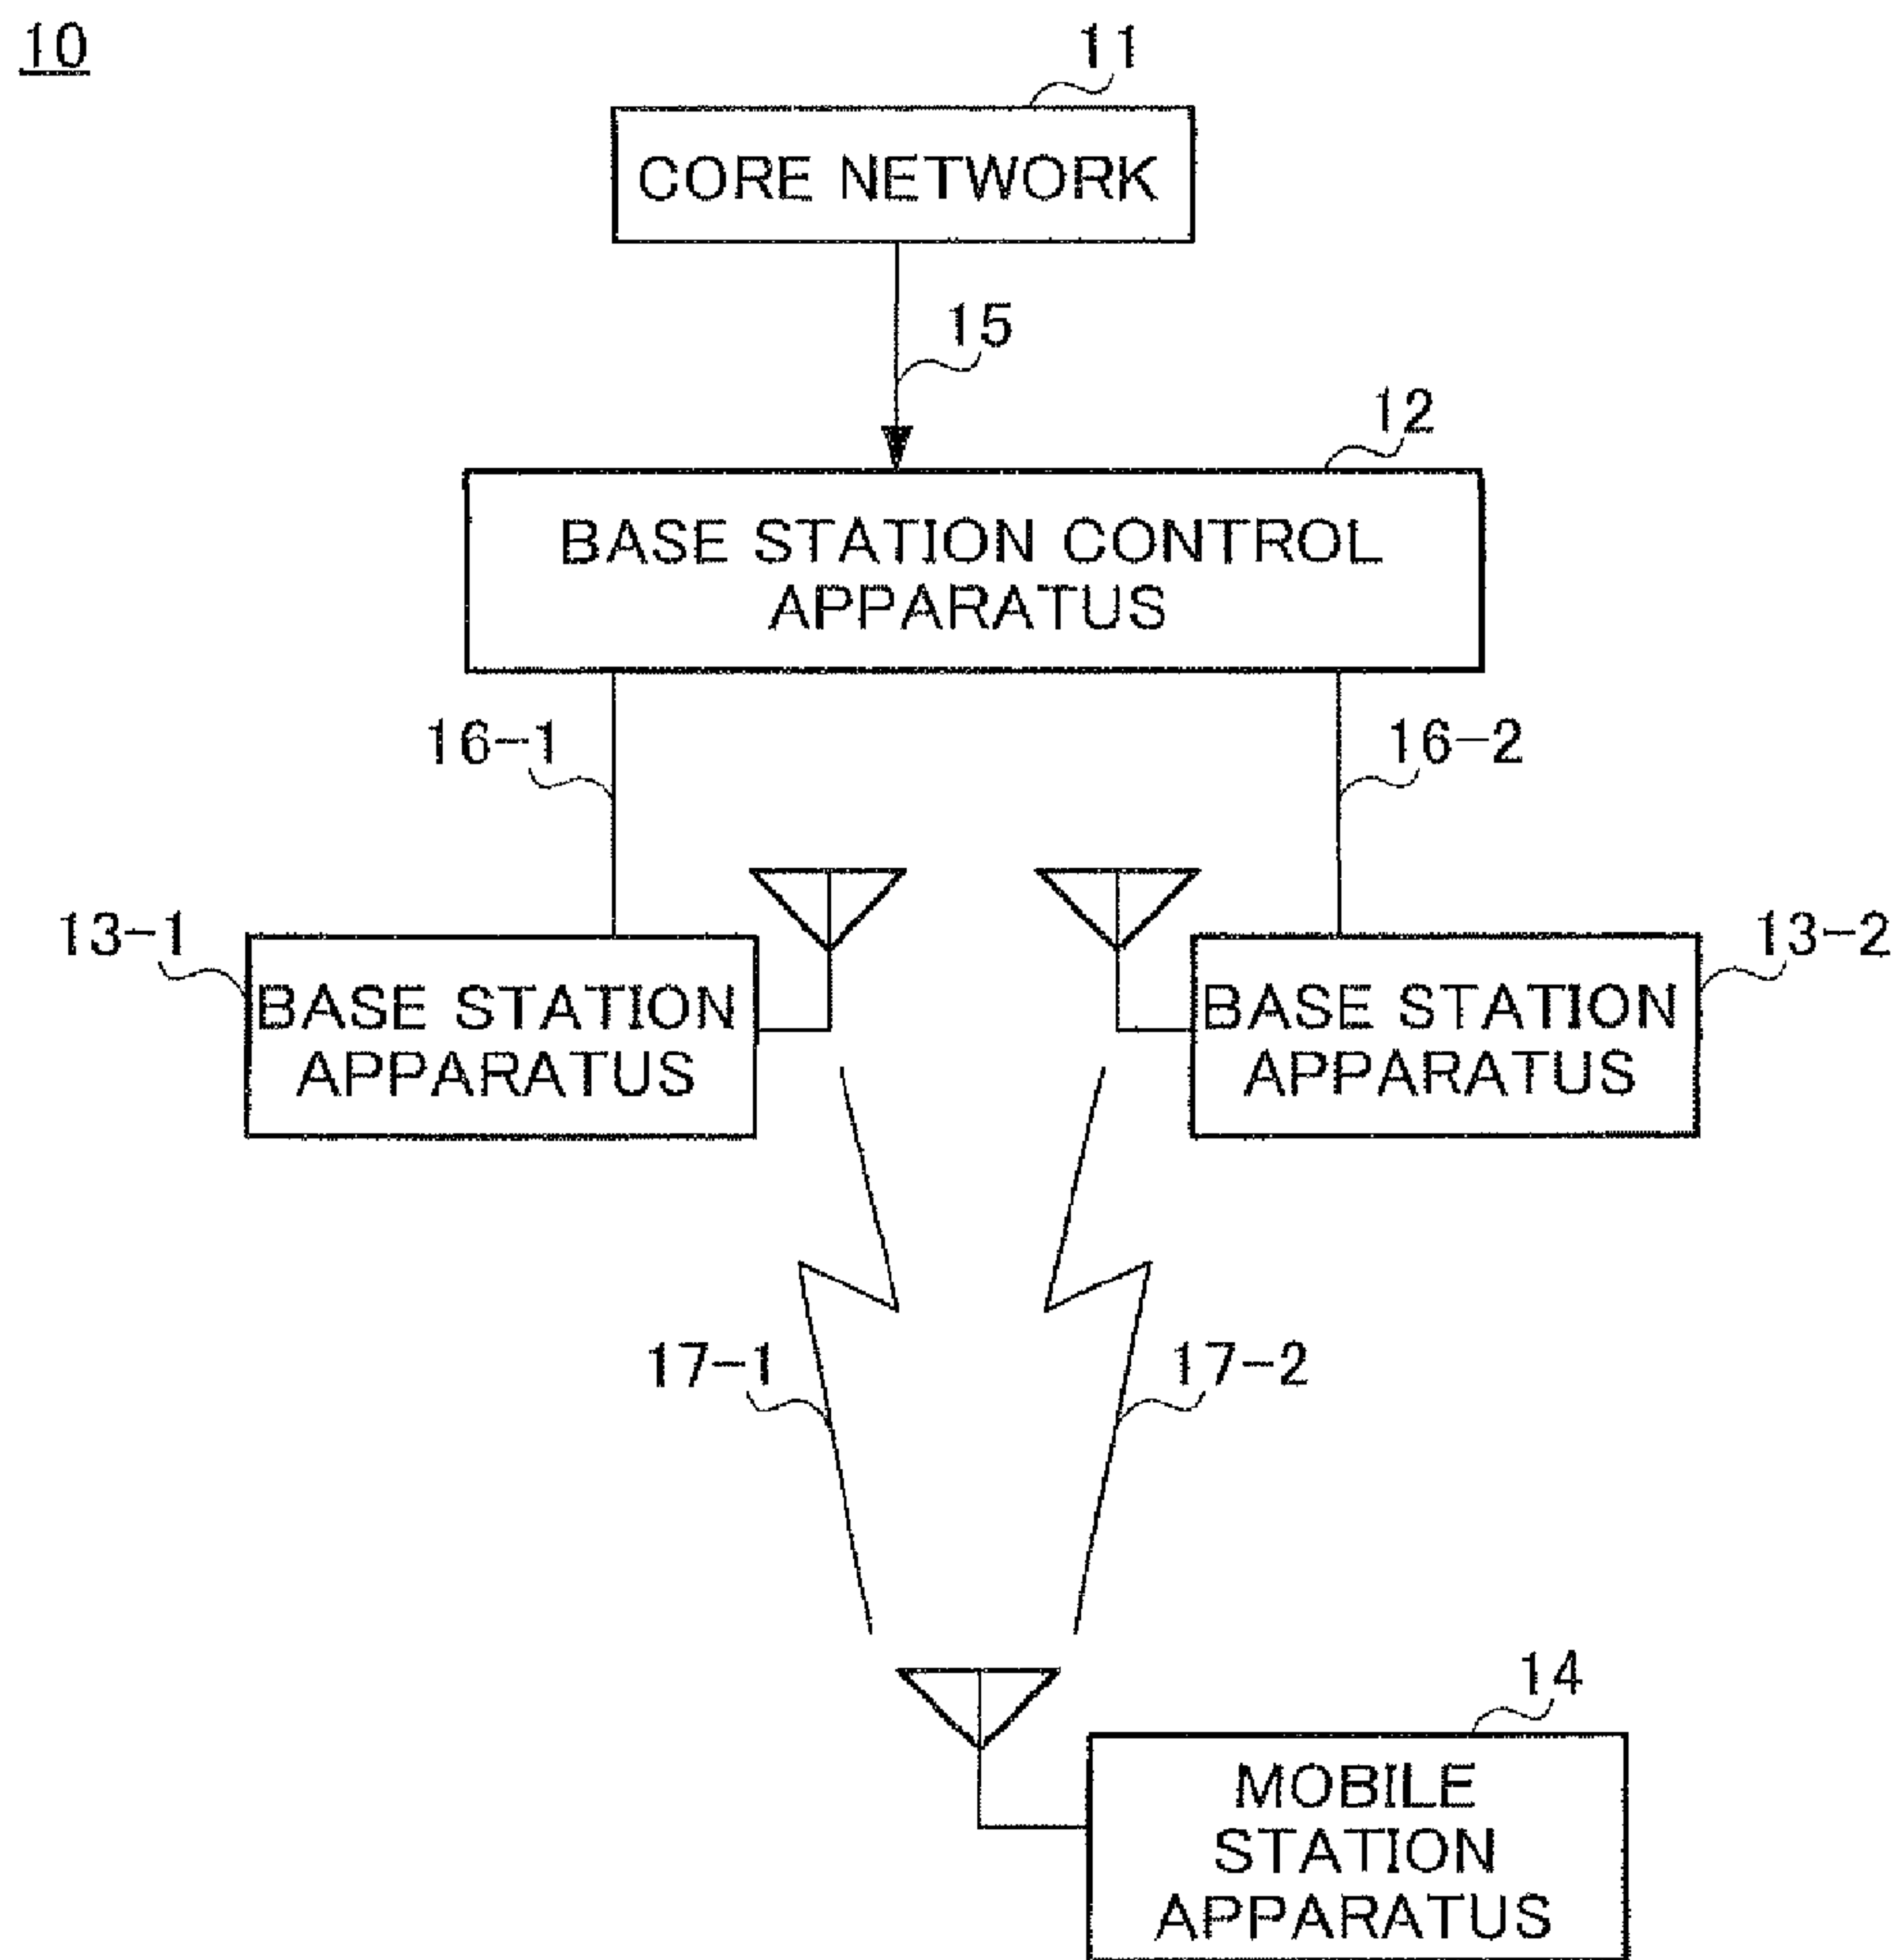 10
11
CORE NETWORK
15
12
BASE STATION CONTROL
APPARATUS
16-1
16-2
13-1
13-2
BASE STATION
APPARATUS
BASE STATION
APPARATUS
17-1
17-2
14
MOBILE
STATION
APPARATUS